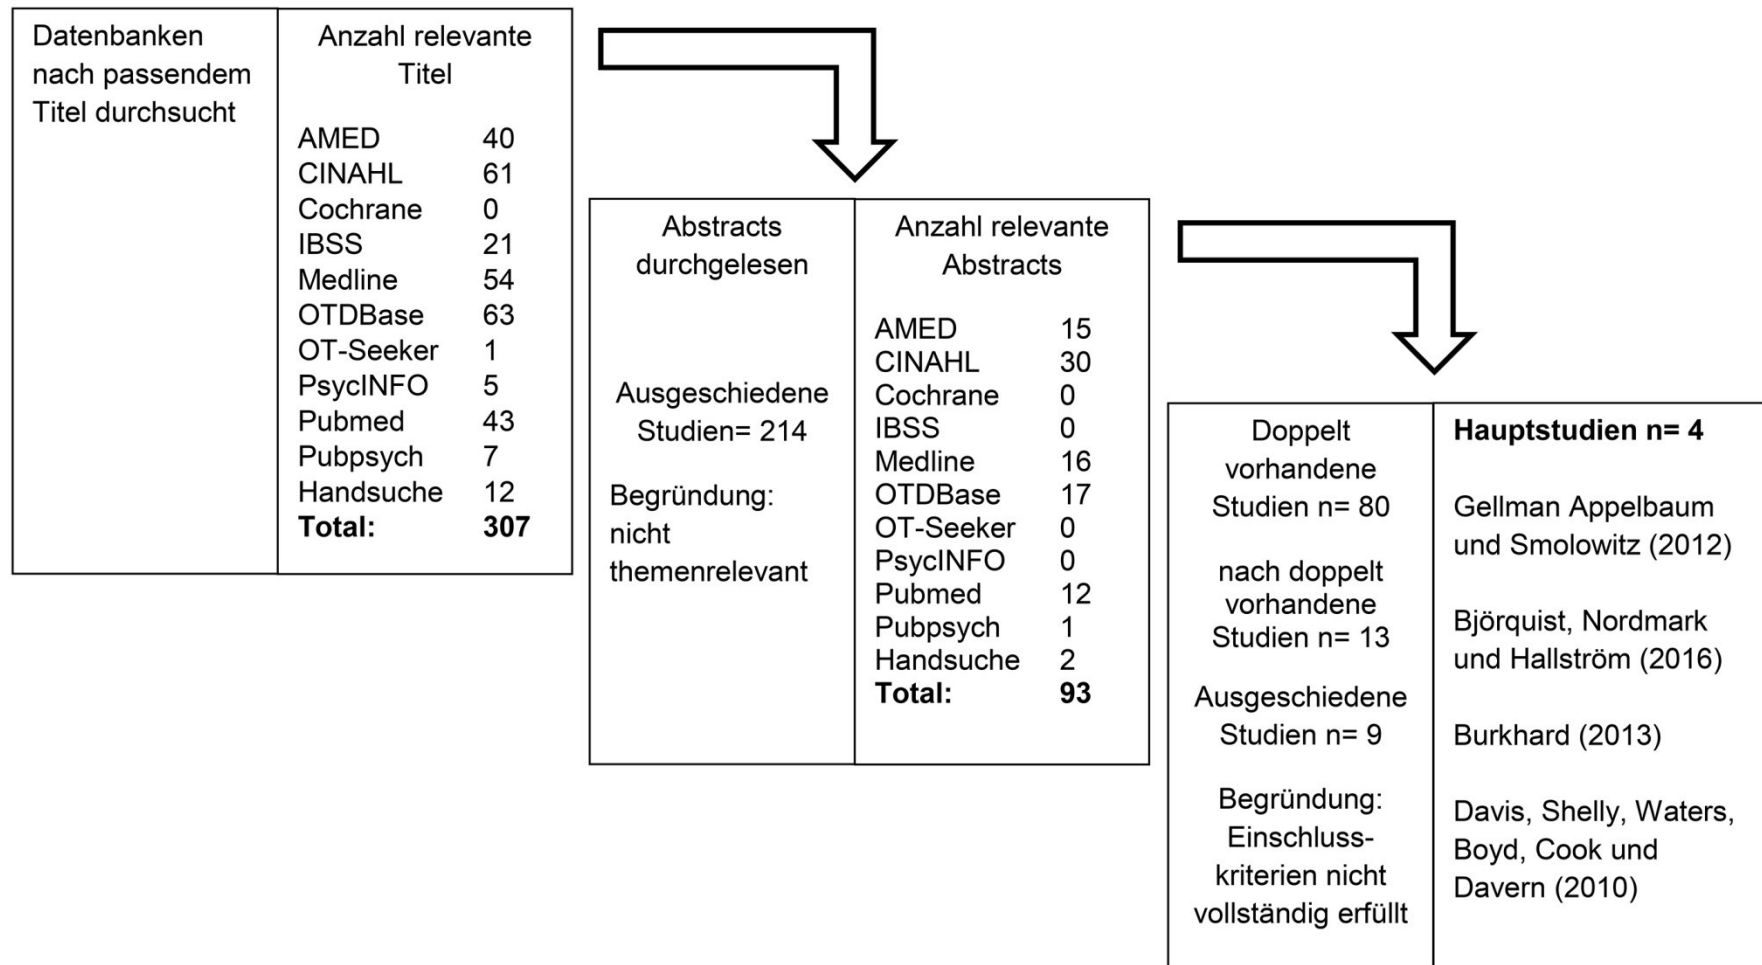 Datenbanken
nach passendem
Titel durchsucht
Anzahl relevante
Titel
AMED 40
CINAHL 61
Cochrane 0
IBSS 21
Medline 54
OTDBase 63
OT-Seeker 1
PsycINFO 5
Pubmed 43
Pubpsych 7
Handsuche 12
Total: 307
Abstracts
durchgelesen
Ausgeschiedene
Studien= 214
Begründung:
nicht
themenrelevant
Anzahl relevante
Abstracts
AMED 15
CINAHL 30
Cochrane 0
IBSS 0
Medline 16
OTDBase 17
OT-Seeker 0
PsycINFO 0
Pubmed 12
Pubpsych 1
Handsuche 2
Total: 93
Doppelt
vorhandene
Studien n= 80
nach doppelt
vorhandene
Studien n= 13
Ausgeschiedene
Studien n= 9
Begründung:
Einschluss-
kriterien nicht
vollständig erfüllt
Hauptstudien n= 4
Gellman Appelbaum
und Smolowitz (2012)
Björquist, Nordmark
und Hallström (2016)
Burkhard (2013)
Davis, Shelly, Waters,
Boyd, Cook und
Davern (2010)